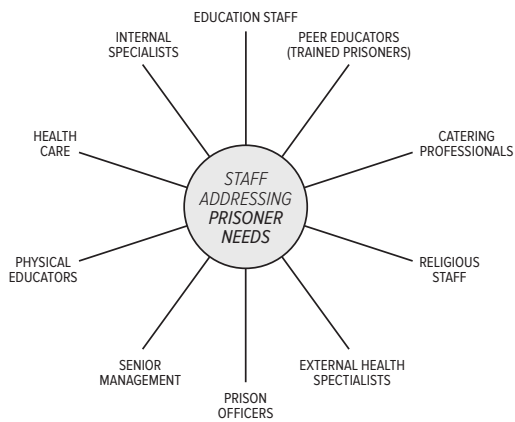 EDUCATION STAFF
INTERNAL
SPECIALISTS
PEER EDUCATORS
(TRAINED PRISONERS)
HEALTH
CARE
CATERING
PROFESSIONALS
STAFF
ADDRESSING
PRISONER
NEEDS
PHYSICAL
EDUCATORS
RELIGIOUS
STAFF
SENIOR
MANAGEMENT
EXTERNAL HEALTH
SPECTIALISTS
PRISON
OFFICERS